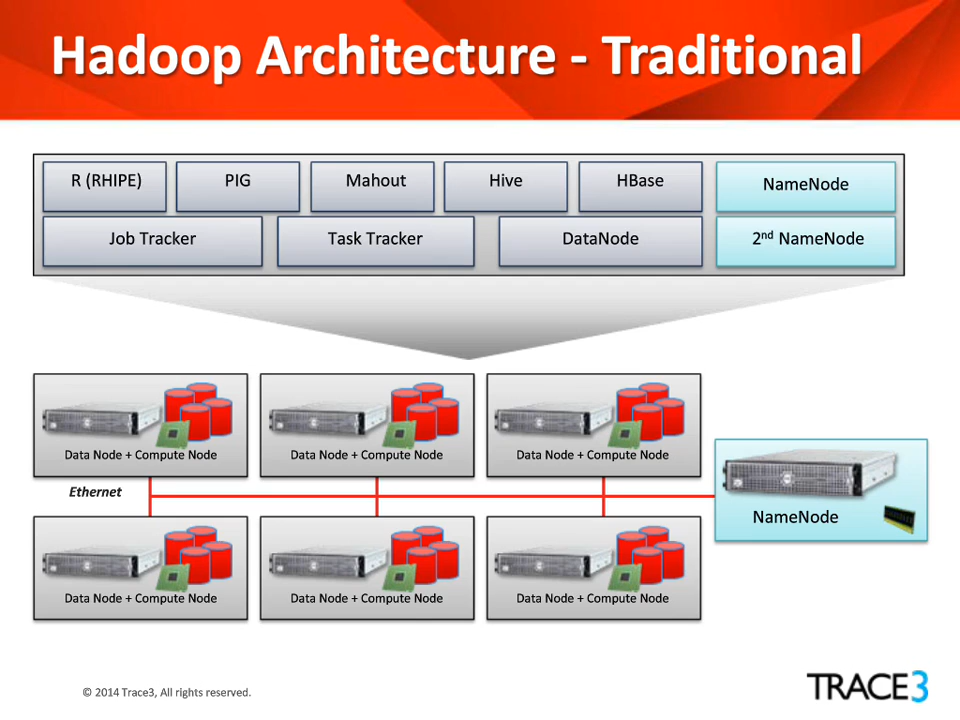 Hadoop Architecture - Traditional
R (RHIPE)
PIG
Mahout
Hive
HBase
NameNode
Job Tracker
Task Tracker
DataNode
2nd NameNode
Data Node + Compute Node
Data Node + Compute Node
Data Node + Compute Node
Ethernet
NameNode
Data Node + Compute Node
Data Node + Compute Node
Data Node + Compute Node
© 2014 Trace3, All rights reserved.
TRACE3